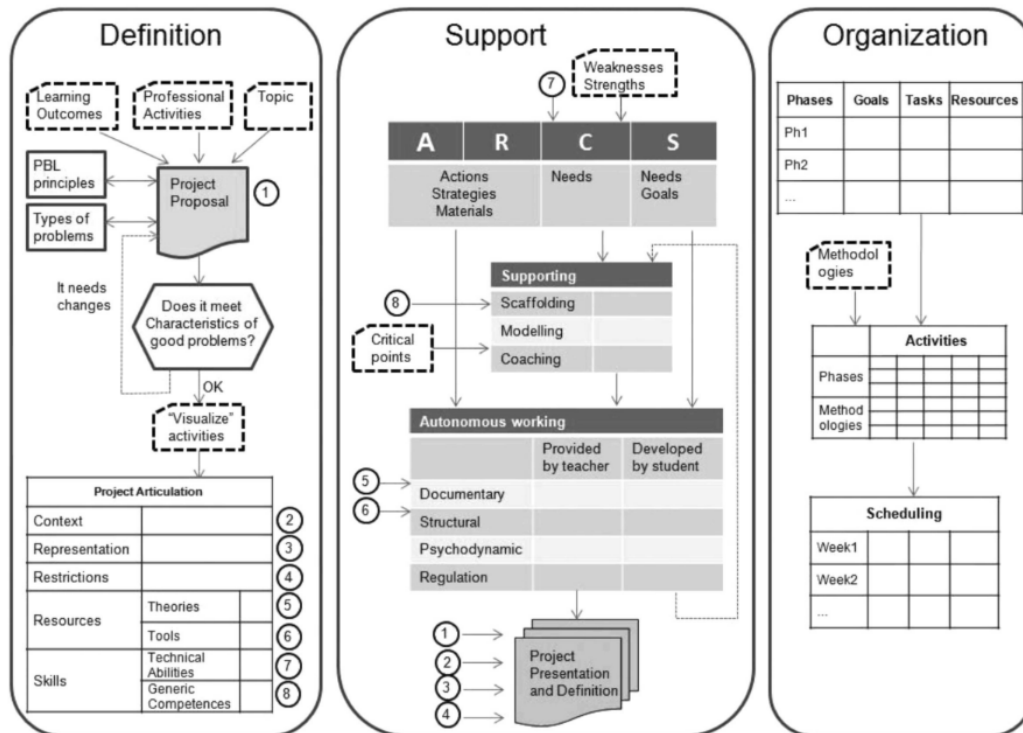 Definition
Learning
Outcomes
Professional
Activities
Topic
PBL
principles
Project
Proposal
1
Types of
problems
It needs
changes
Does it meet
Characteristics of
good problems?
OK
"Visualize"
activities
Project Articulation
Context
2
Representation
3
Restrictions
4
Resources
Theories
5
Tools
6
Skills
Technical
Abilities
7
Generic
Competences
8
Support
7
Weaknesses
Strengths
A R C S
Actions
Strategies
Materials
Needs
Needs
Goals
Supporting
8
Scaffolding
Modelling
Coaching
Critical
points
Autonomous working
Provided
by teacher
Developed
by student
5
Documentary
6
Structural
Psychodynamic
Regulation
1
2
3
4
Project
Presentation
and Definition
Organization
Phases Goals Tasks Resources
Ph1
Ph2
...
Methodol
ogies
Activities
Phases
Method
ologies
Scheduling
Week1
Week2
...